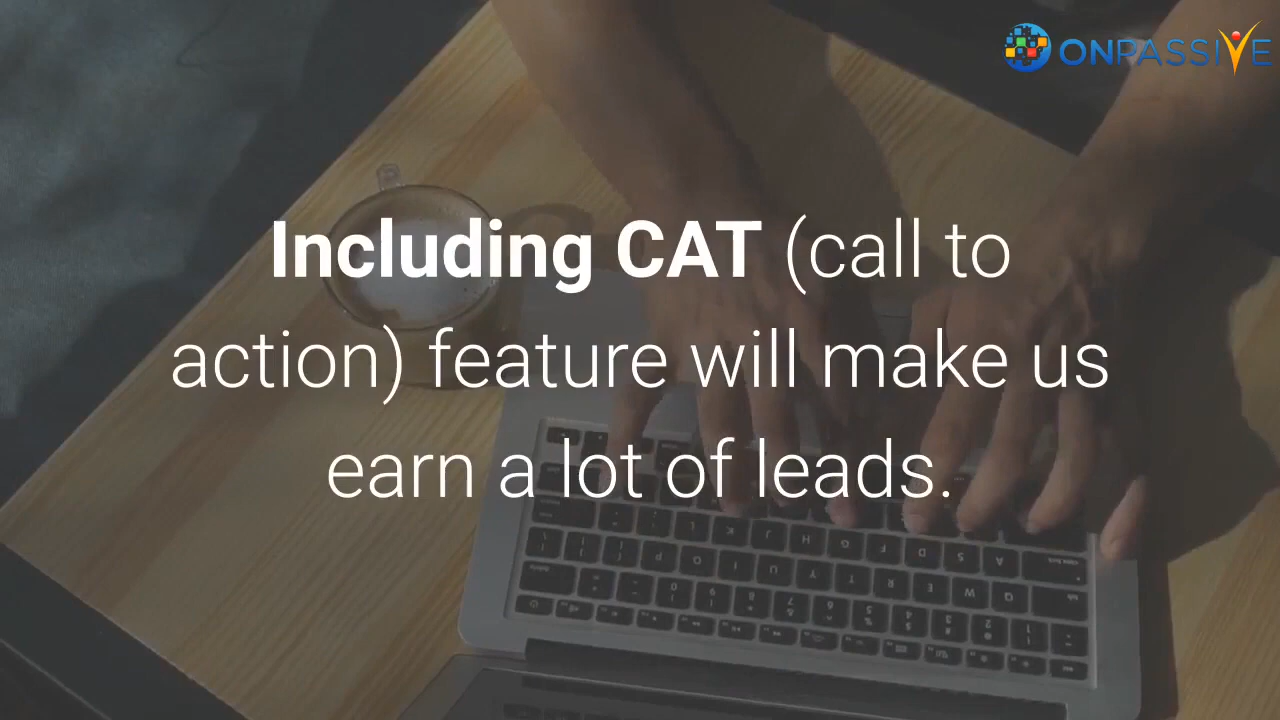 ONPASSIVE
Including CAT (call to
action) feature will make us
earn a lot of leads.